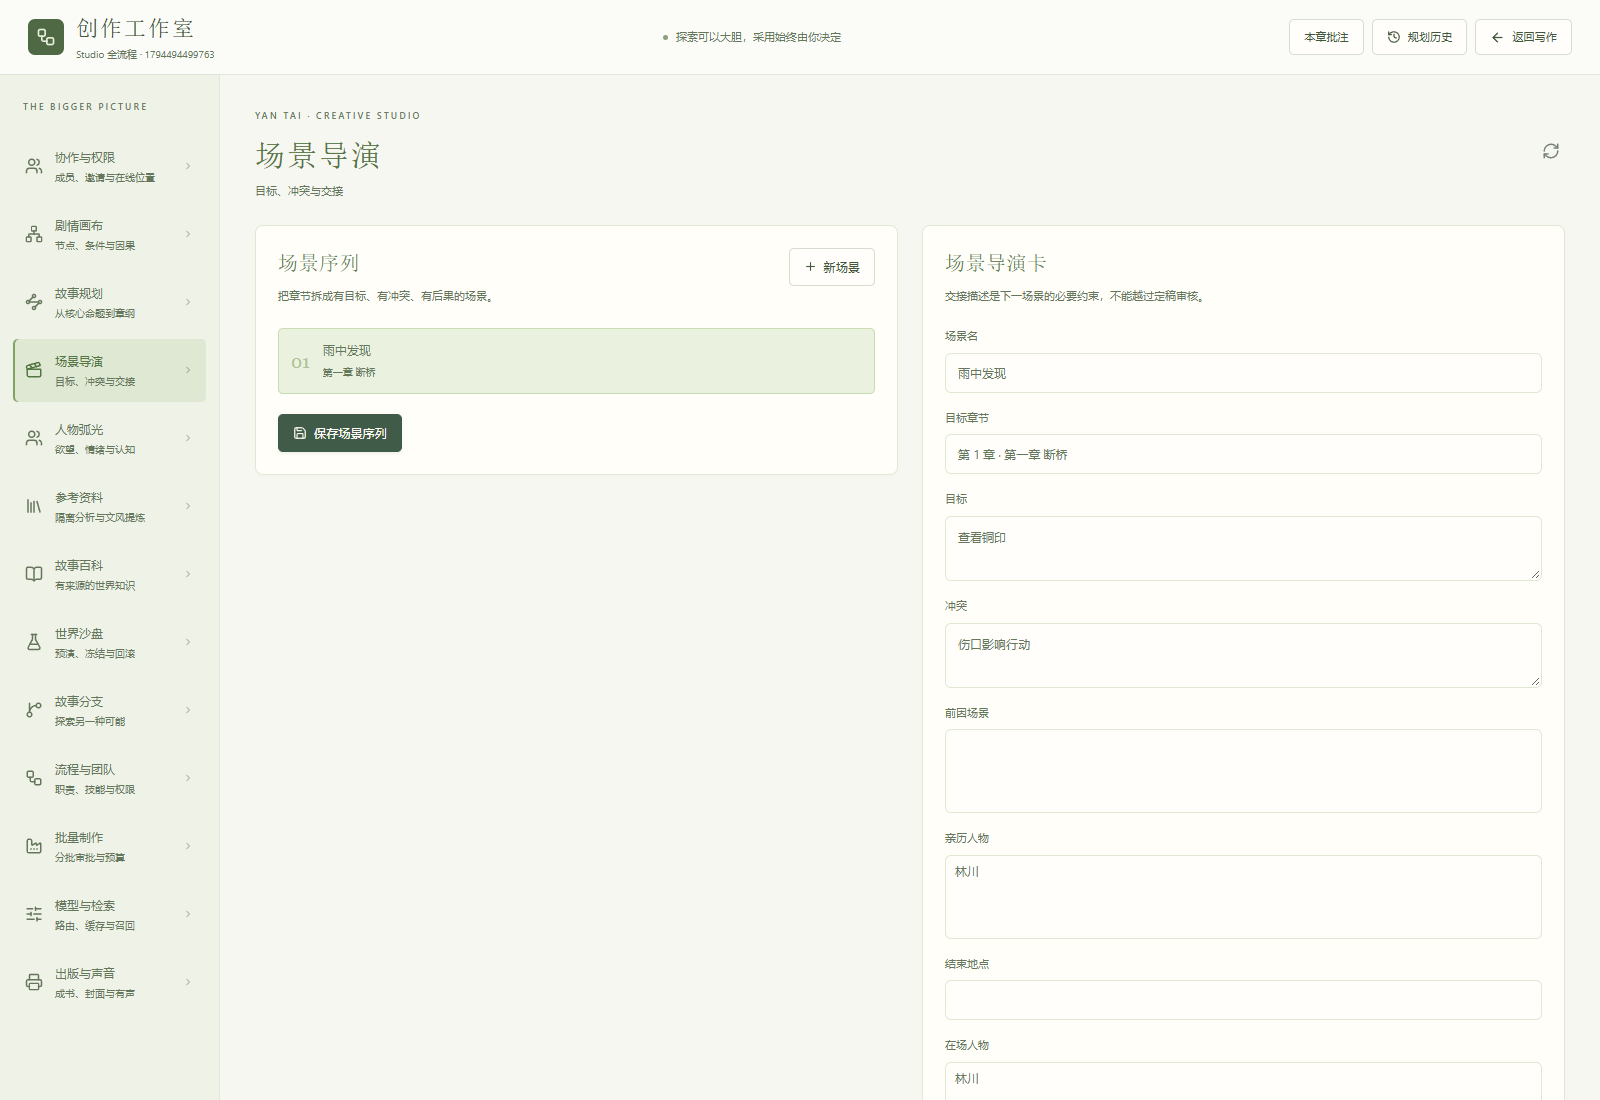 创作工作室
Studio 全流程 · 1794494499763
探索可以大胆，采用始终由你决定
本章批注
规划历史
返回写作
THE BIGGER PICTURE
协作与权限
成员、邀请与在线位置
剧情画布
节点、条件与因果
故事规划
从核心命题到章纲
场景导演
目标、冲突与交接
人物弧光
欲望、情绪与认知
参考资料
隔离分析与文风提炼
故事百科
有来源的世界知识
世界沙盘
预演、冻结与回滚
故事分支
探索另一种可能
流程与团队
职责、技能与权限
批量制作
分批审批与预算
模型与检索
路由、缓存与召回
出版与声音
成书、封面与有声
YAN TAI · CREATIVE STUDIO
场景导演
目标、冲突与交接
场景序列
新场景
把章节拆成有目标、有冲突、有后果的场景。
01
雨中发现
第一章 断桥
保存场景序列
场景导演卡
交接描述是下一场景的必要约束，不能越过定稿审核。
场景名
雨中发现
目标章节
第 1 章 · 第一章 断桥
目标
查看铜印
冲突
伤口影响行动
前因场景
亲历人物
林川
结束地点
在场人物
林川